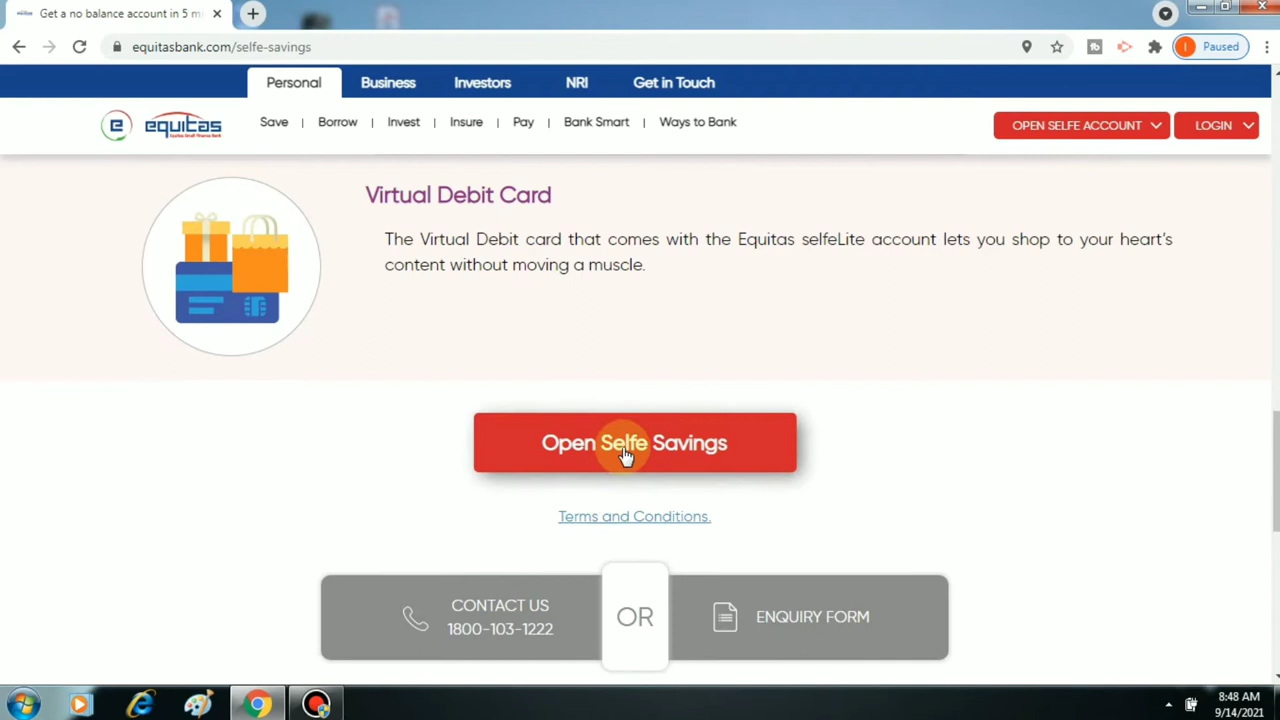 Get a no balance account in 5 m
equitasbank.com/selfe-savings
Paused
Personal
Business
Investors
NRI
Get in Touch
e
equitas
Equitas Small Finance Bank
Save | Borrow | Invest | Insure | Pay | Bank Smart | Ways to Bank
OPEN SELFE ACCOUNT
LOGIN
Virtual Debit Card
The Virtual Debit card that comes with the Equitas selfeLite account lets you shop to your heart's
content without moving a muscle.
Open Selfe Savings
Terms and Conditions.
CONTACT US
1800-103-1222
OR
ENQUIRY FORM
8:48 AM
9/14/2021